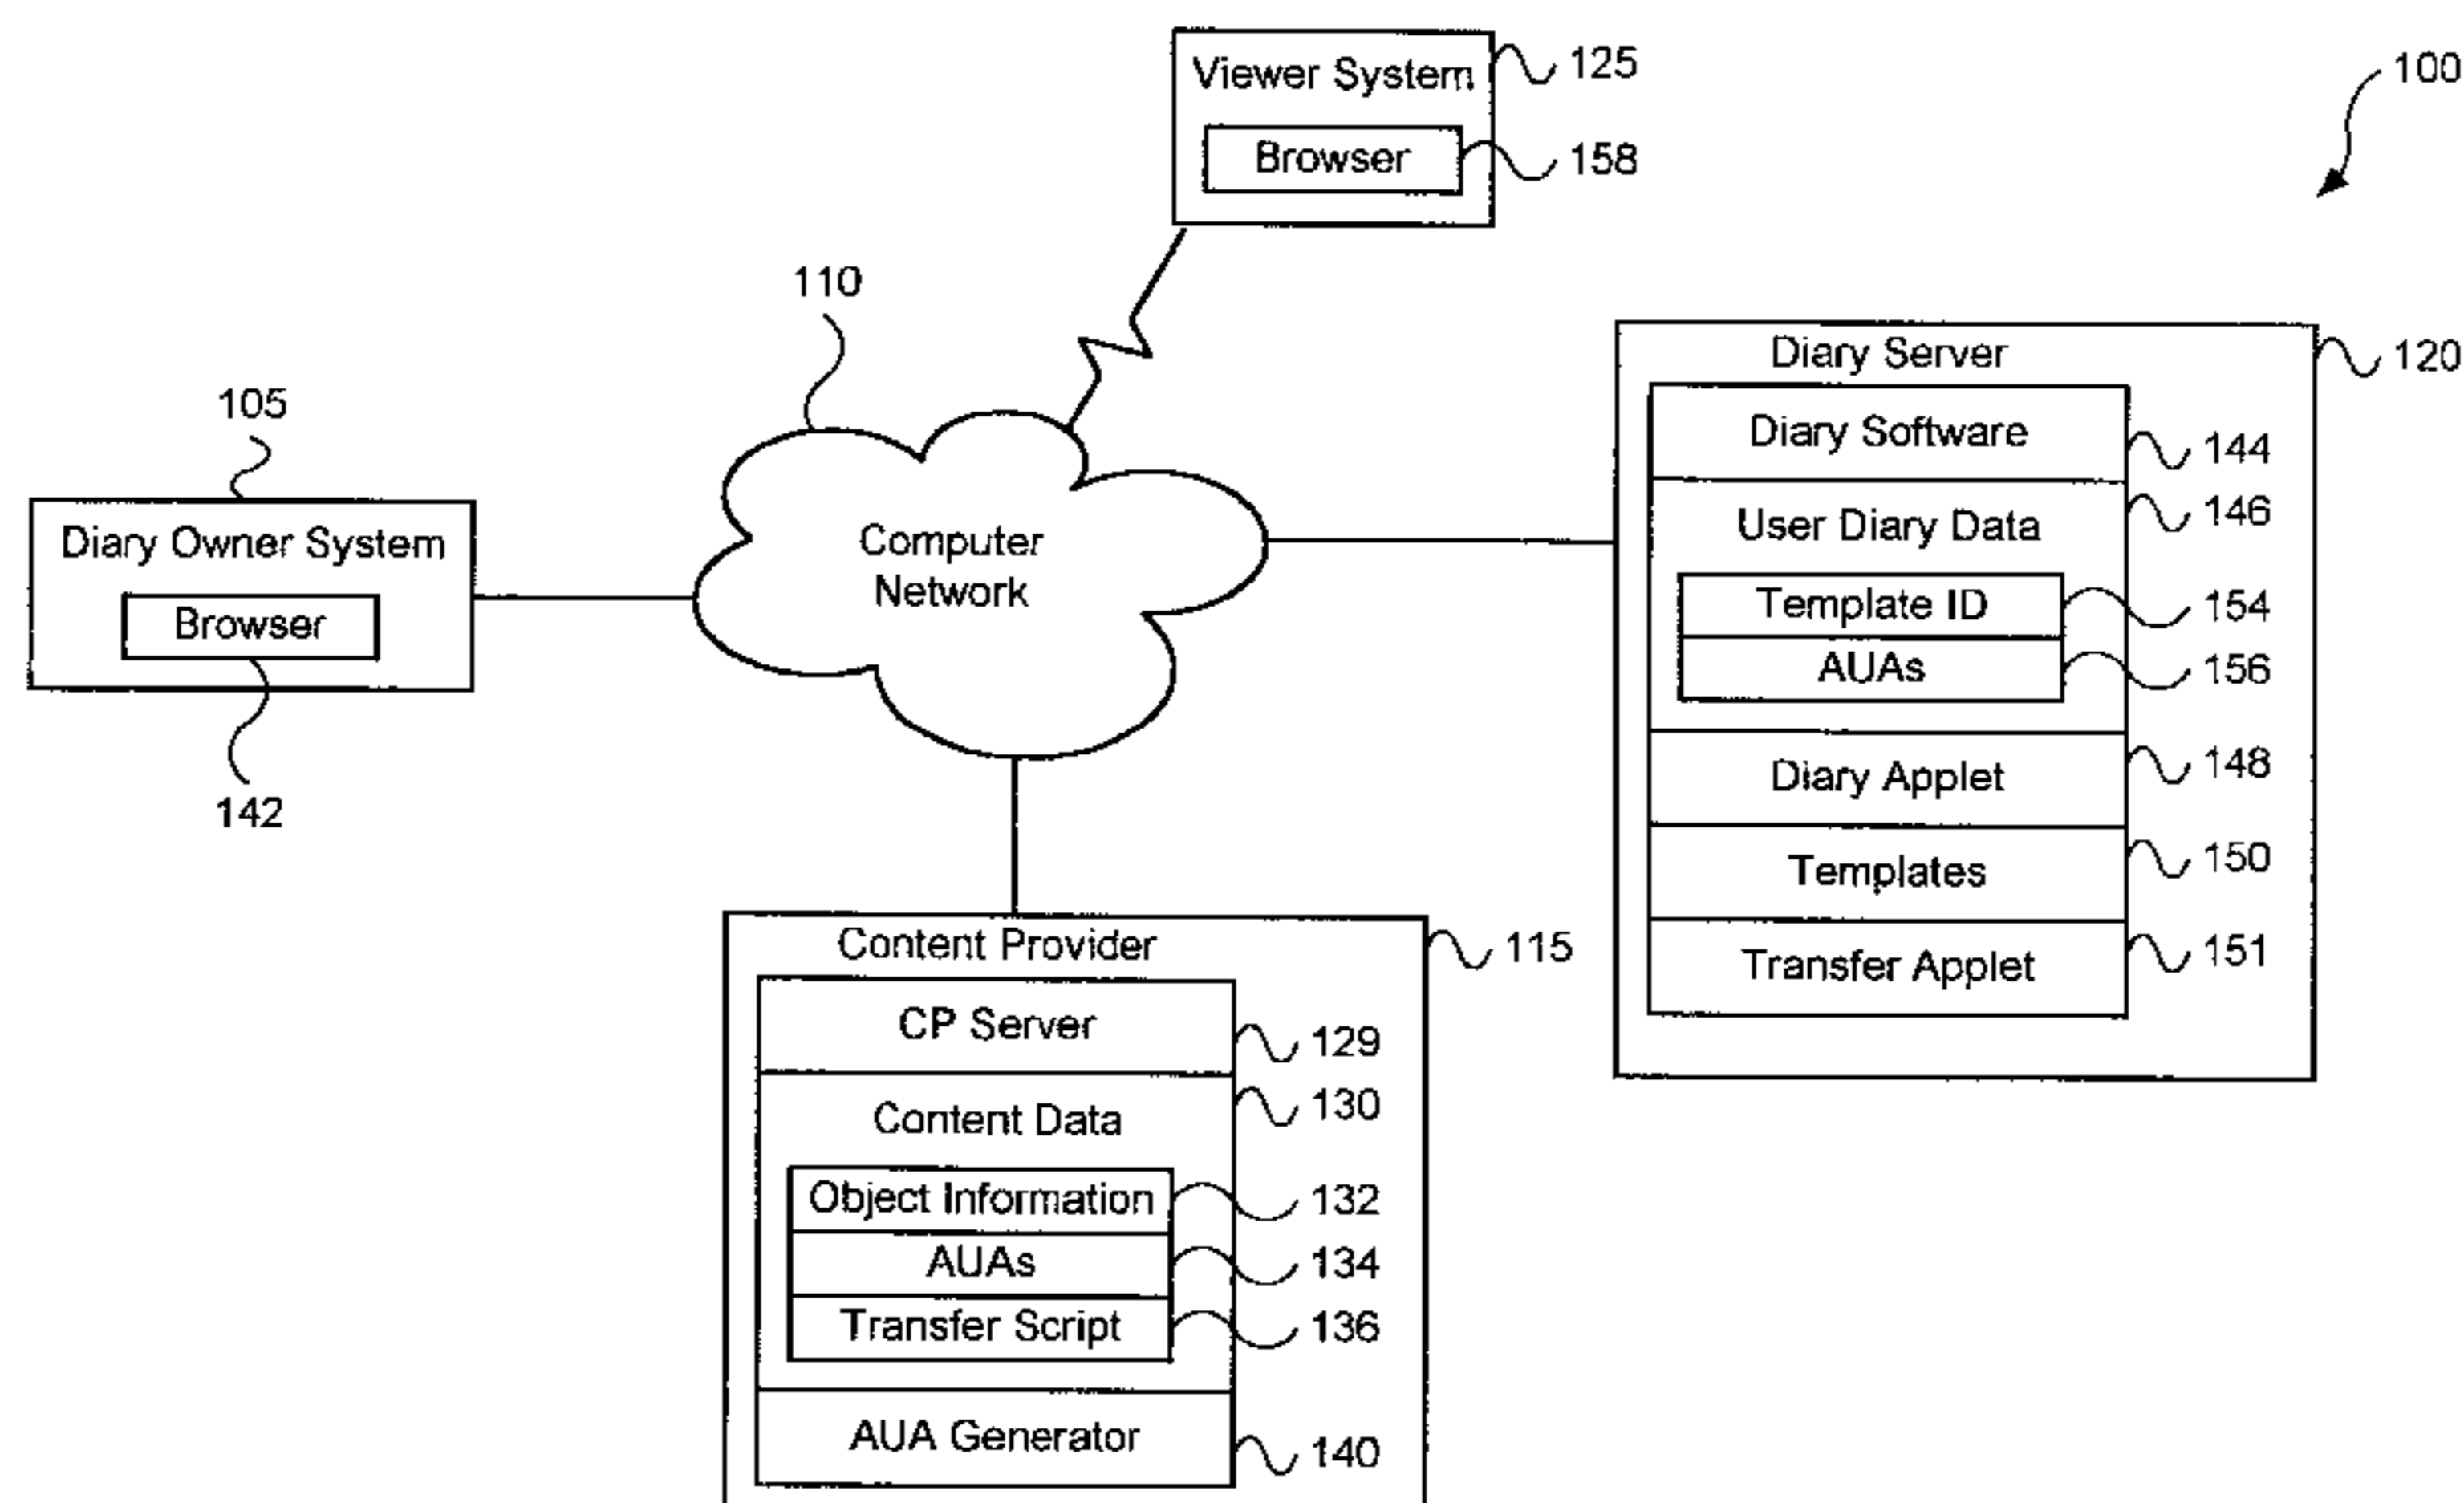 Viewer System
125
Browser
158
100
110
Computer
Network
105
Diary Owner System
Browser
142
Diary Server
120
Diary Software
144
User Diary Data
146
Template ID
154
AUAs
156
Diary Applet
148
Templates
150
Transfer Applet
151
Content Provider
115
CP Server
129
Content Data
130
Object Information
132
AUAs
134
Transfer Script
136
AUA Generator
140